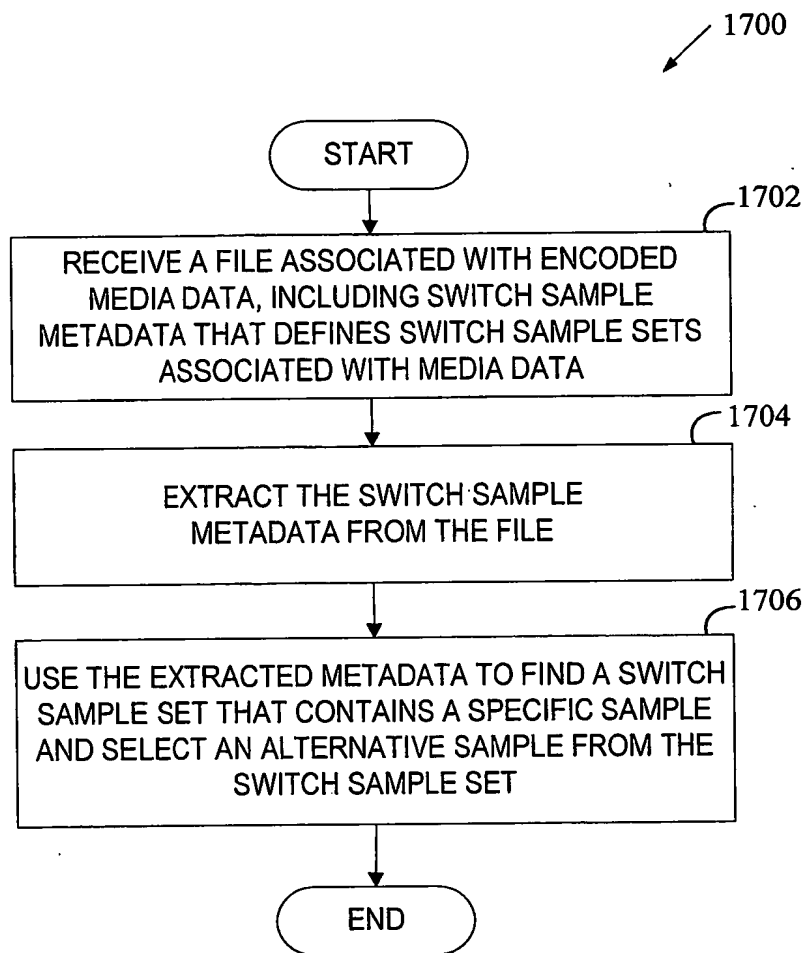 1700
START
1702
RECEIVE A FILE ASSOCIATED WITH ENCODED
MEDIA DATA, INCLUDING SWITCH SAMPLE
METADATA THAT DEFINES SWITCH SAMPLE SETS
ASSOCIATED WITH MEDIA DATA
1704
EXTRACT THE SWITCH SAMPLE
METADATA FROM THE FILE
1706
USE THE EXTRACTED METADATA TO FIND A SWITCH
SAMPLE SET THAT CONTAINS A SPECIFIC SAMPLE
AND SELECT AN ALTERNATIVE SAMPLE FROM THE
SWITCH SAMPLE SET
END